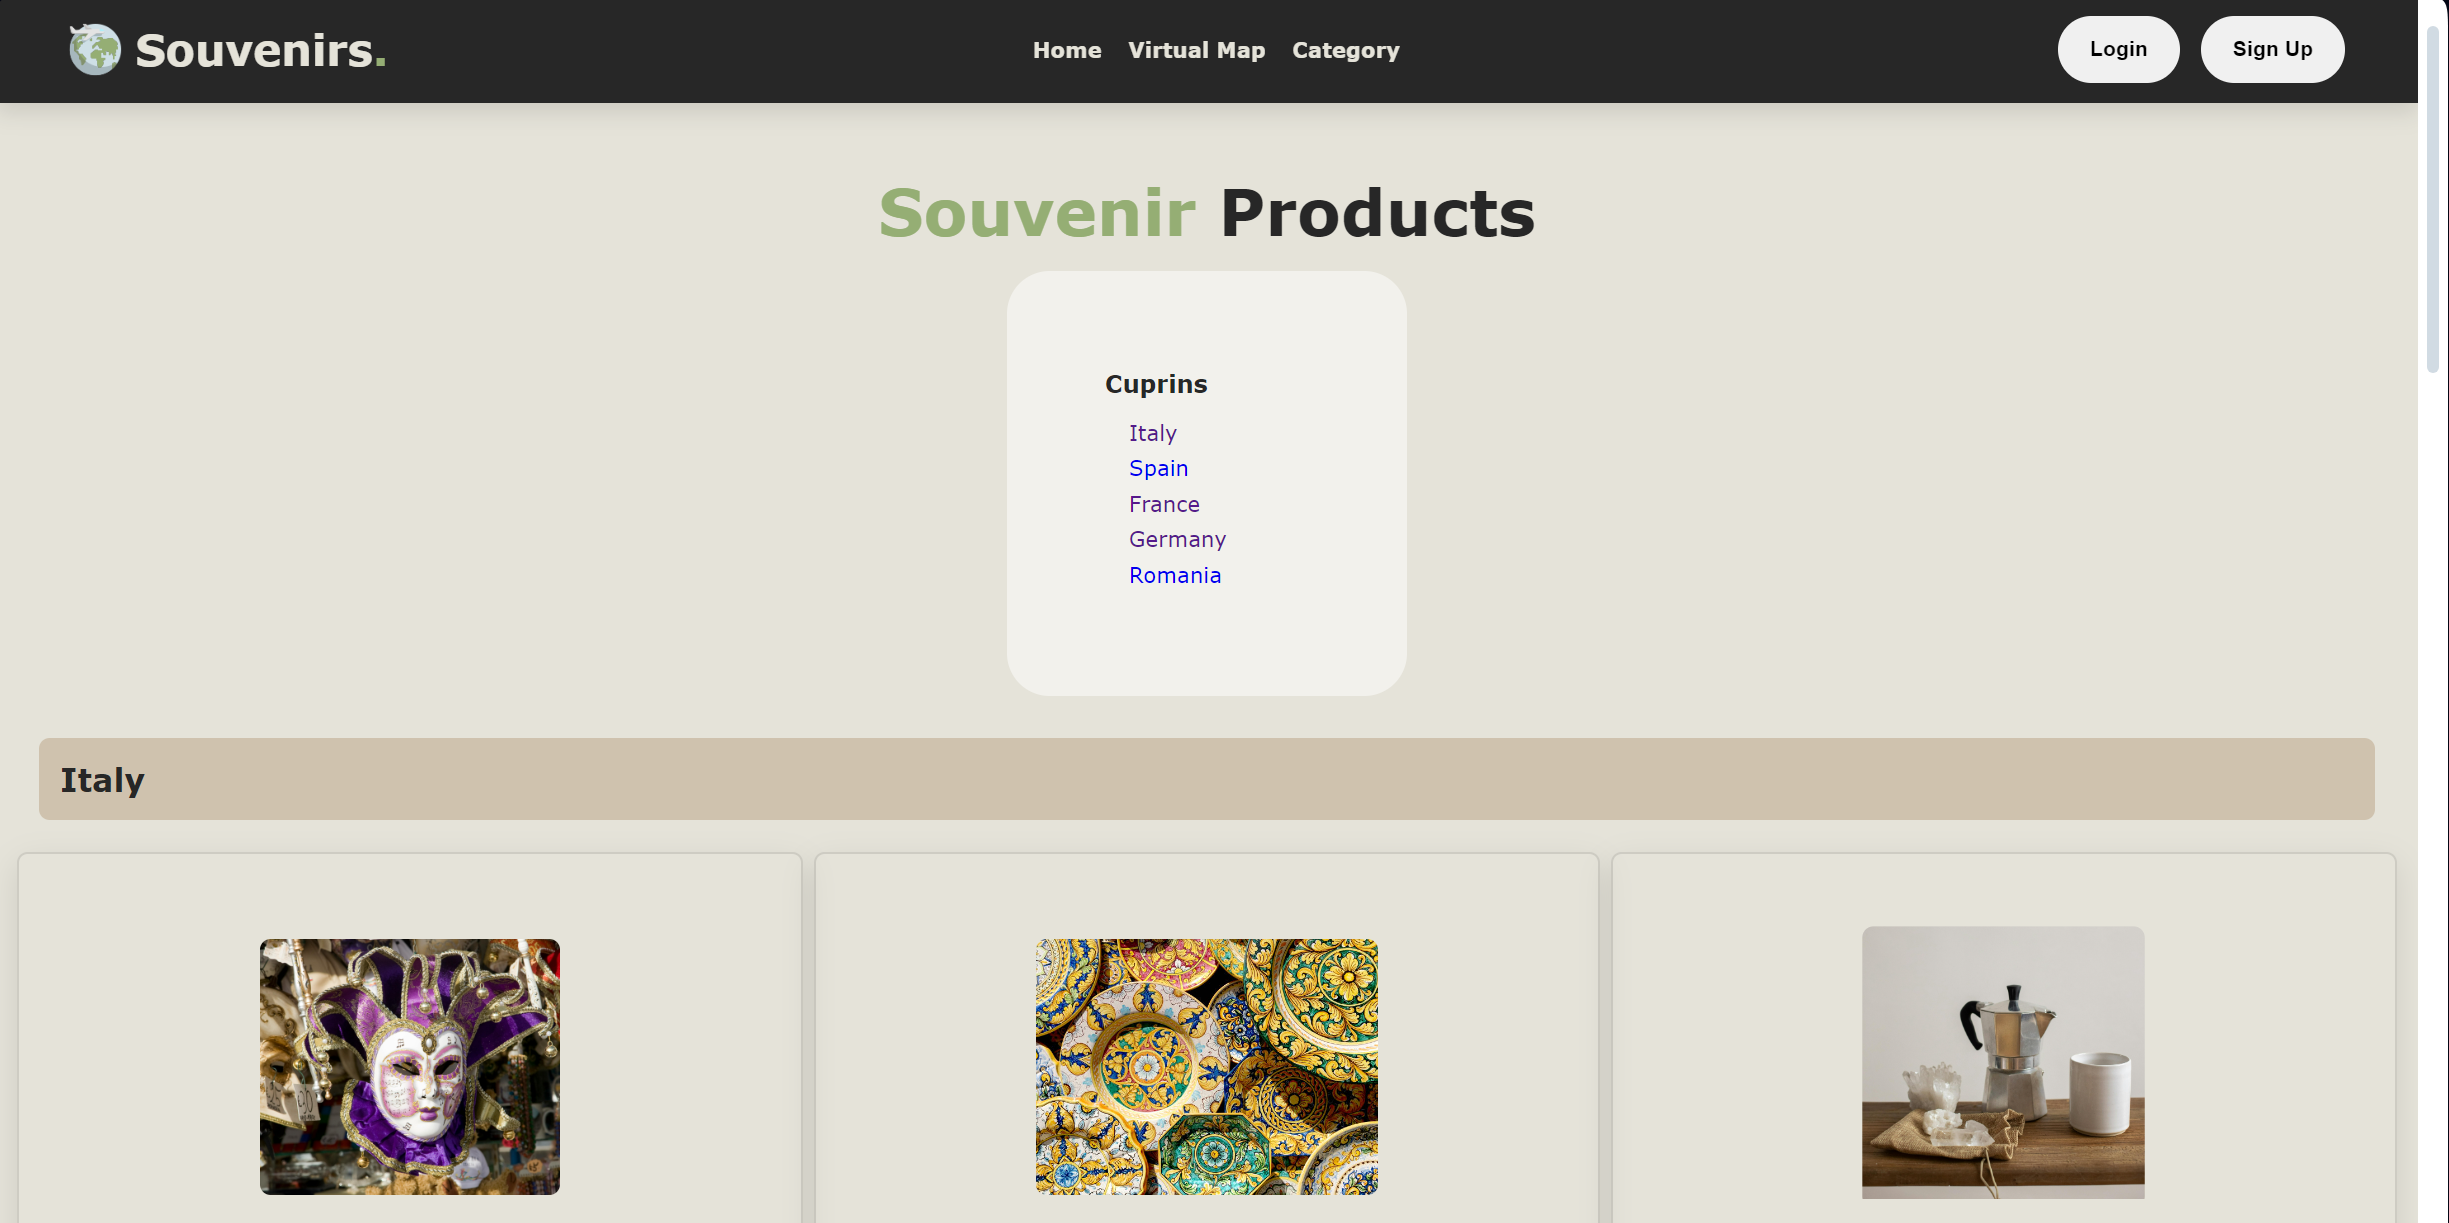 Souvenirs.
Home Virtual Map Category
Login Sign Up
Souvenir Products
Cuprins
Italy
Spain
France
Germany
Romania
Italy